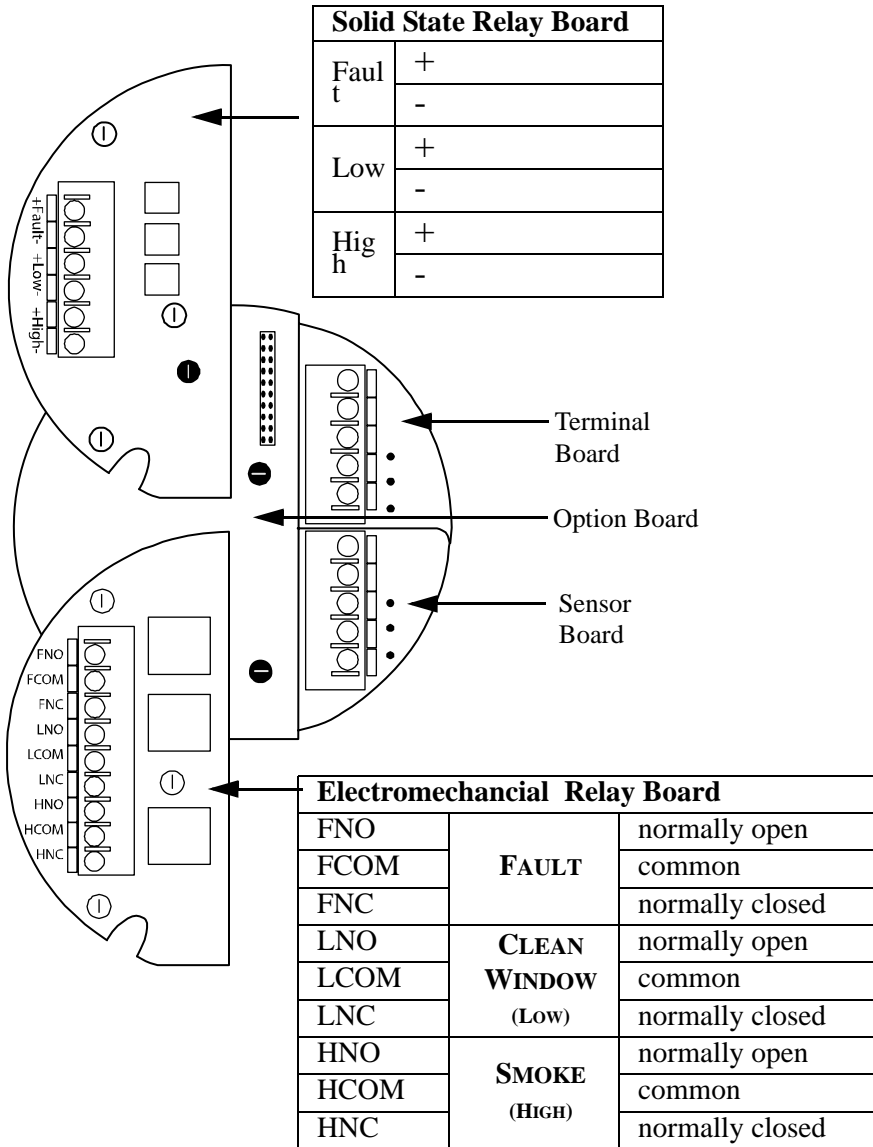 Solid State Relay Board
Faul
t
+
-
Low
+
-
Hig
h
+
-
+Fault-
+Low-
+High-
Terminal
Board
Option Board
Sensor
Board
FNO
FCOM
FNC
LNO
LCOM
LNC
HNO
HCOM
HNC
Electromechancial Relay Board
FNO
FAULT
normally open
FCOM
common
FNC
normally closed
LNO
CLEAN
WINDOW
(LOW)
normally open
LCOM
common
LNC
normally closed
HNO
SMOKE
(HIGH)
normally open
HCOM
common
HNC
normally closed